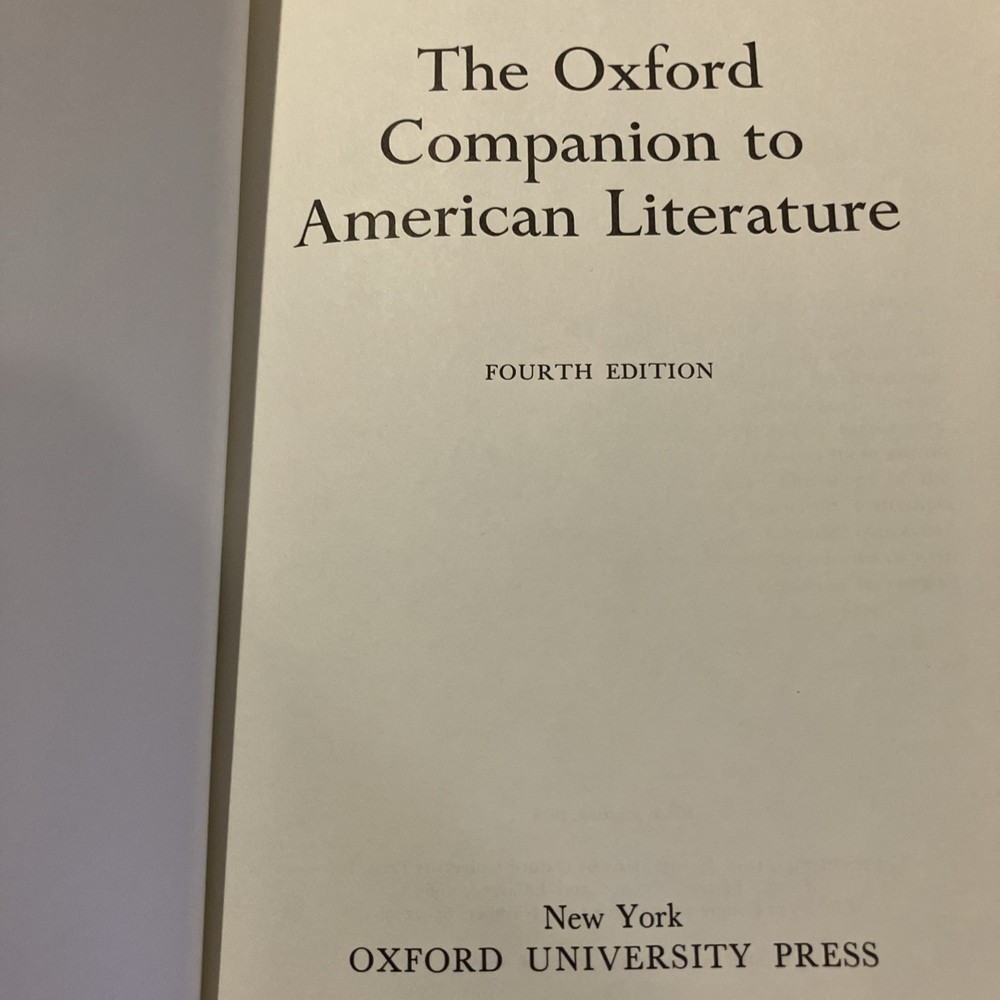 The Oxford
Companion to
American Literature
FOURTH EDITION
New York
OXFORD UNIVERSITY PRESS